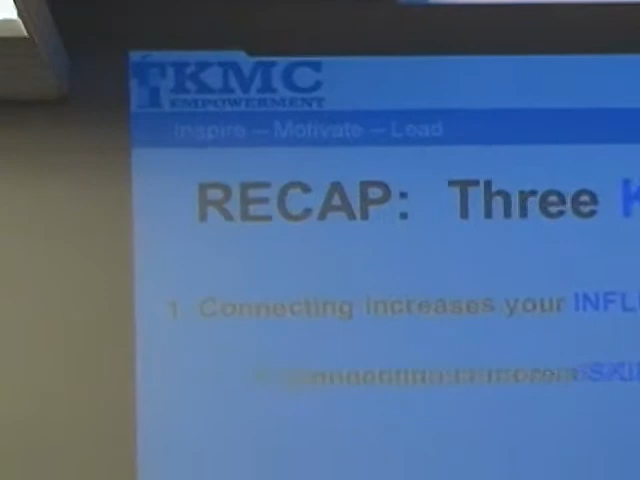 KMC
EMPOWERMENT
Inspire – Motivate – Lead
RECAP: Three
1. Connecting increases your INFL